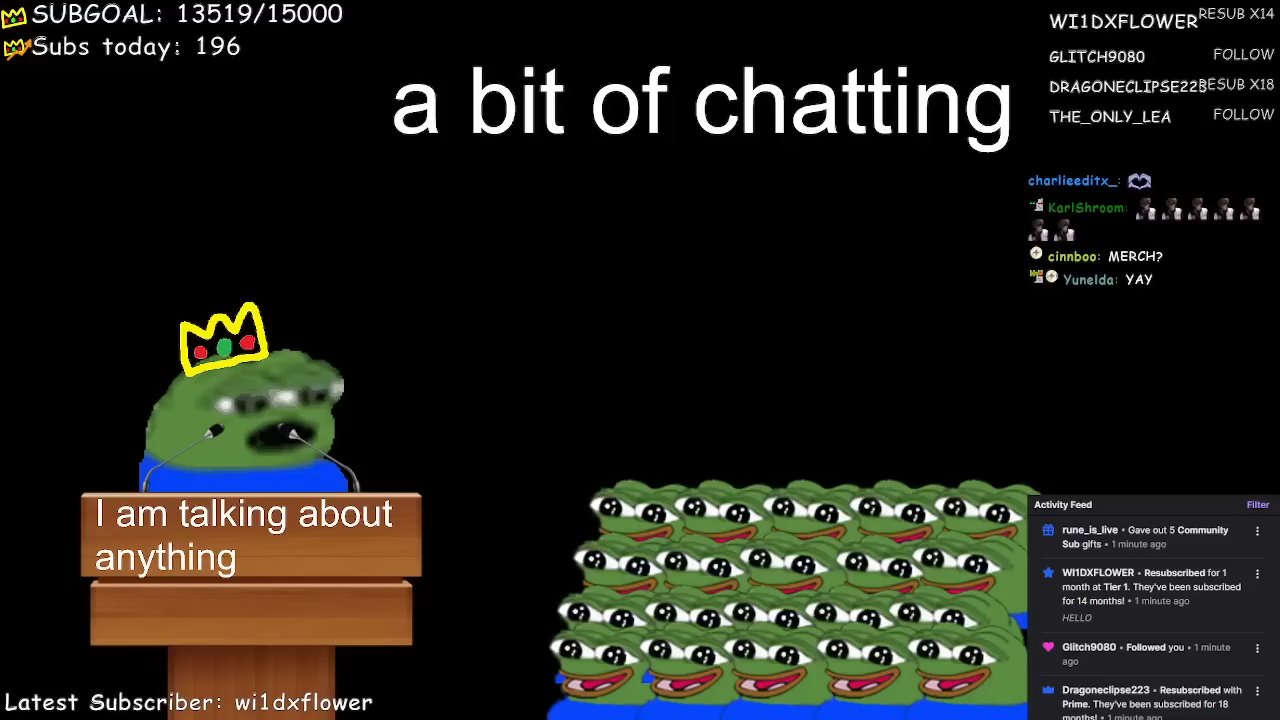 SUBGOAL: 13519/15000
Subs today: 196
a bit of chatting
WI1DXFLOWER RESUB X14
GLITCH9080 FOLLOW
DRAGONECLIPSE223 RESUB X18
THE_ONLY_LEA FOLLOW
charlieeditx_:
KarlShroom:
cinnboo: MERCH?
Yunelda: YAY
I am talking about
anything
Activity Feed Filter
rune_is_live • Gave out 5 Community
Sub gifts • 1 minute ago
WI1DXFLOWER • Resubscribed for 1
month at Tier 1. They've been subscribed
for 14 months! • 1 minute ago
HELLO
Glitch9080 • Followed you • 1 minute
ago
Dragoneclipse223 • Resubscribed with
Prime. They've been subscribed for 18
months! • 1 minute ago
Latest Subscriber: wi1dxflower